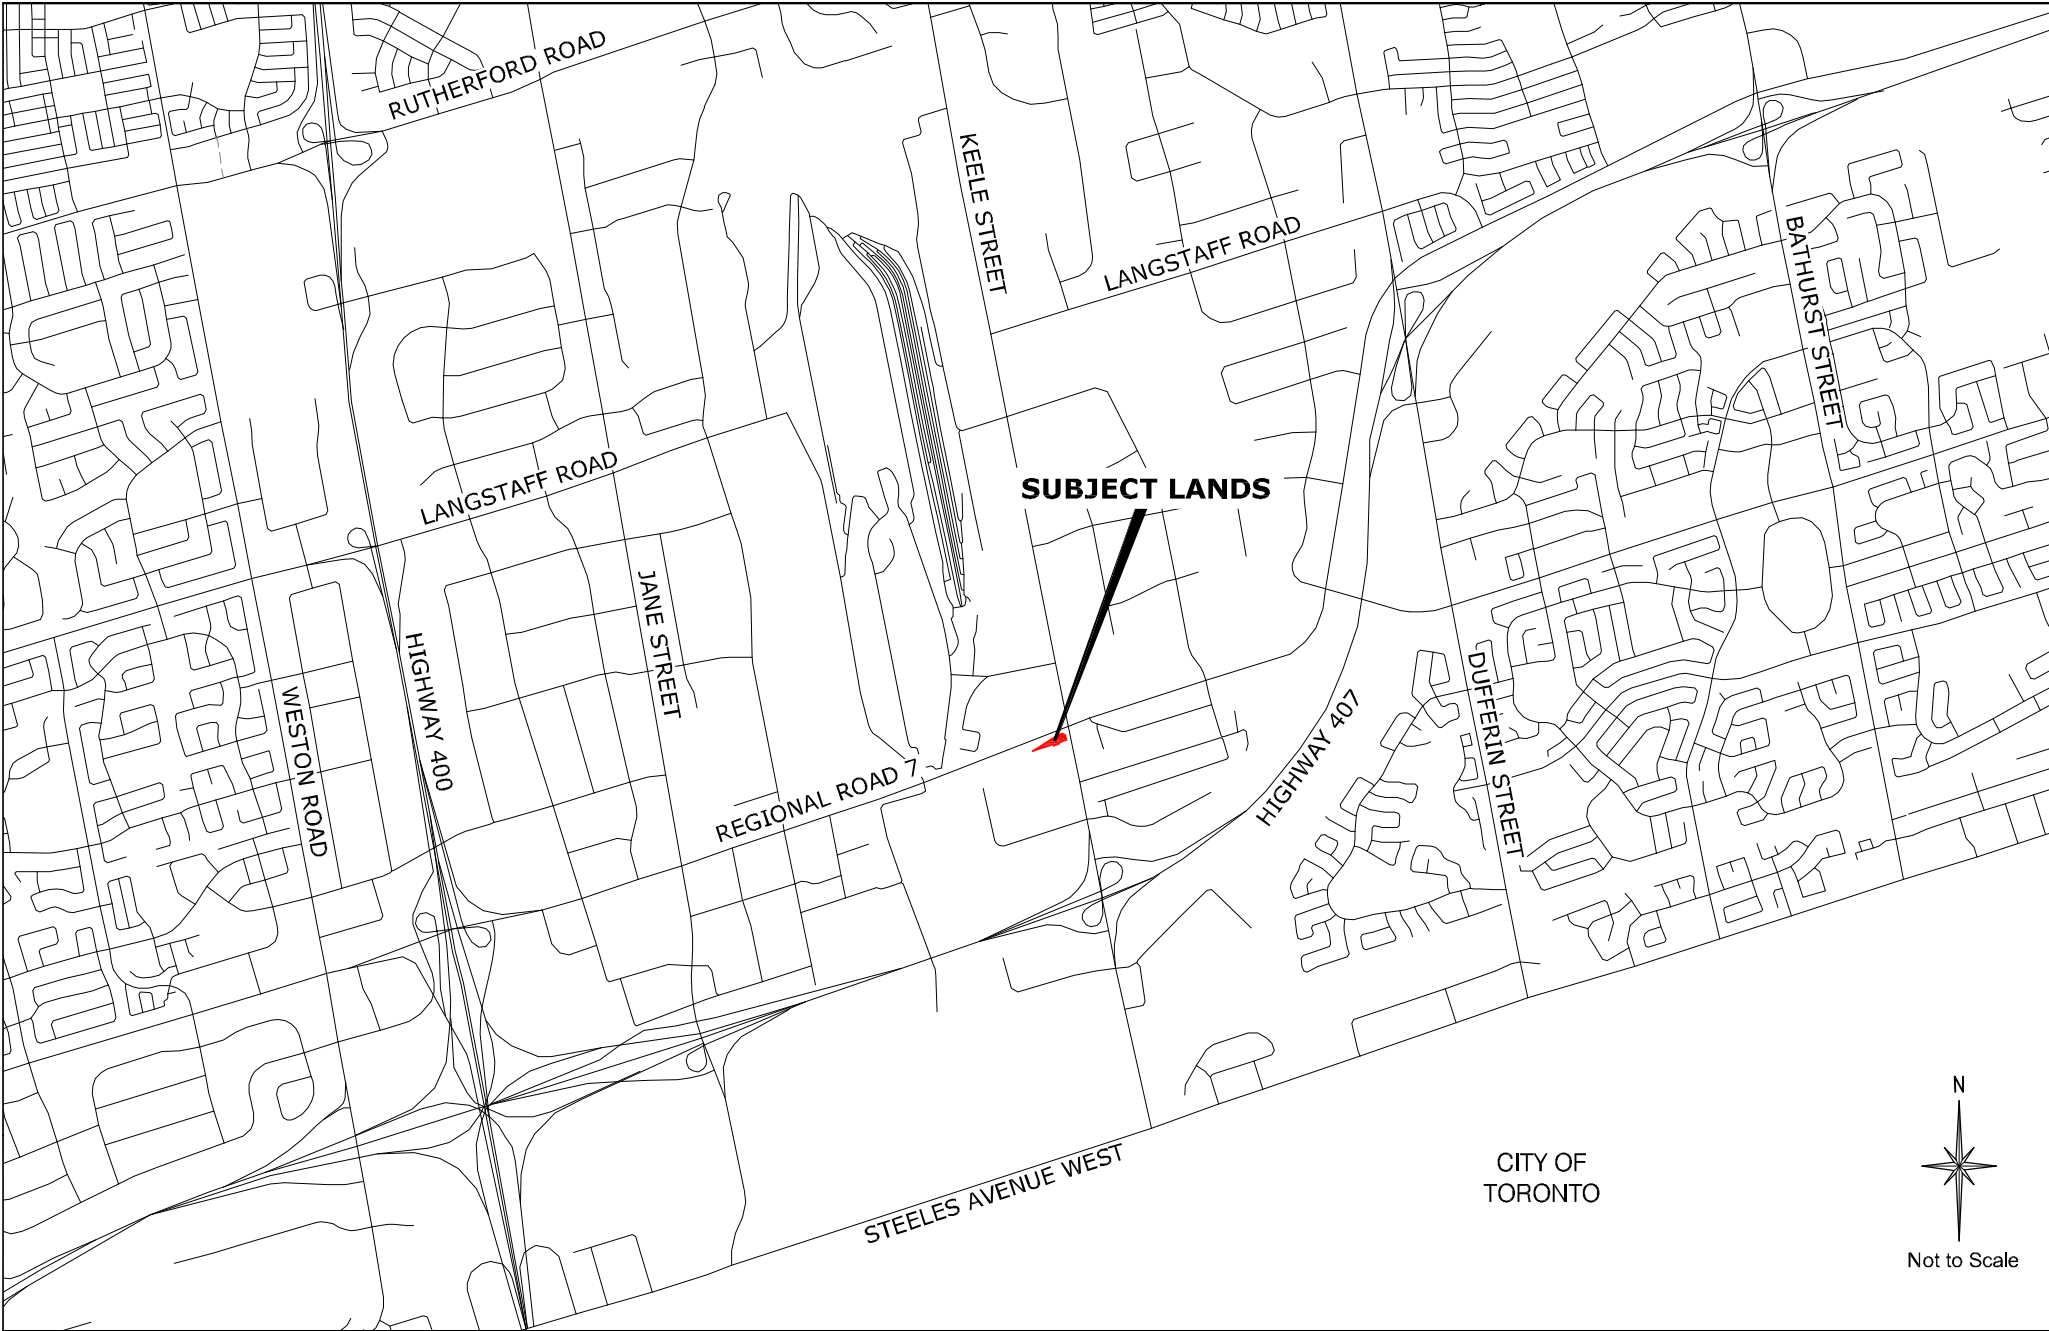 RUTHERFORD ROAD
KEELE STREET
LANGSTAFF ROAD
BATHURST STREET
LANGSTAFF ROAD
SUBJECT LANDS
JANE STREET
HIGHWAY 400
WESTON ROAD
DUFFERIN STREET
HIGHWAY 407
REGIONAL ROAD 7
STEELES AVENUE WEST
CITY OF
TORONTO
N
Not to Scale